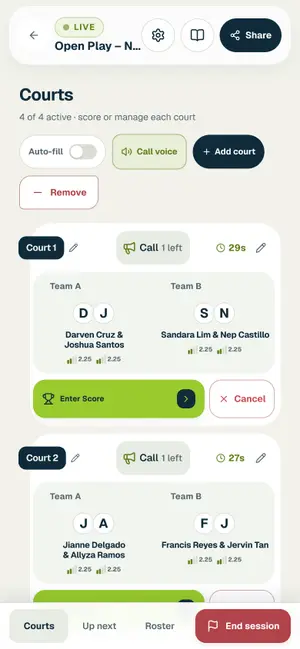 LIVE
Open Play – N...
Share
Courts
4 of 4 active · score or manage each court
Auto-fill
Call voice
+ Add court
— Remove
Court 1
Call 1 left
29s
Team A
Team B
D J
S N
Darven Cruz &
Joshua Santos
Sandara Lim & Nep Castillo
2.25 2.25
2.25 2.25
Enter Score
Cancel
Court 2
Call 1 left
27s
Team A
Team B
J A
F J
Jianne Delgado
& Allyza Ramos
Francis Reyes & Jervin Tan
2.25 2.25
2.25 2.25
Courts
Up next
Roster
End session